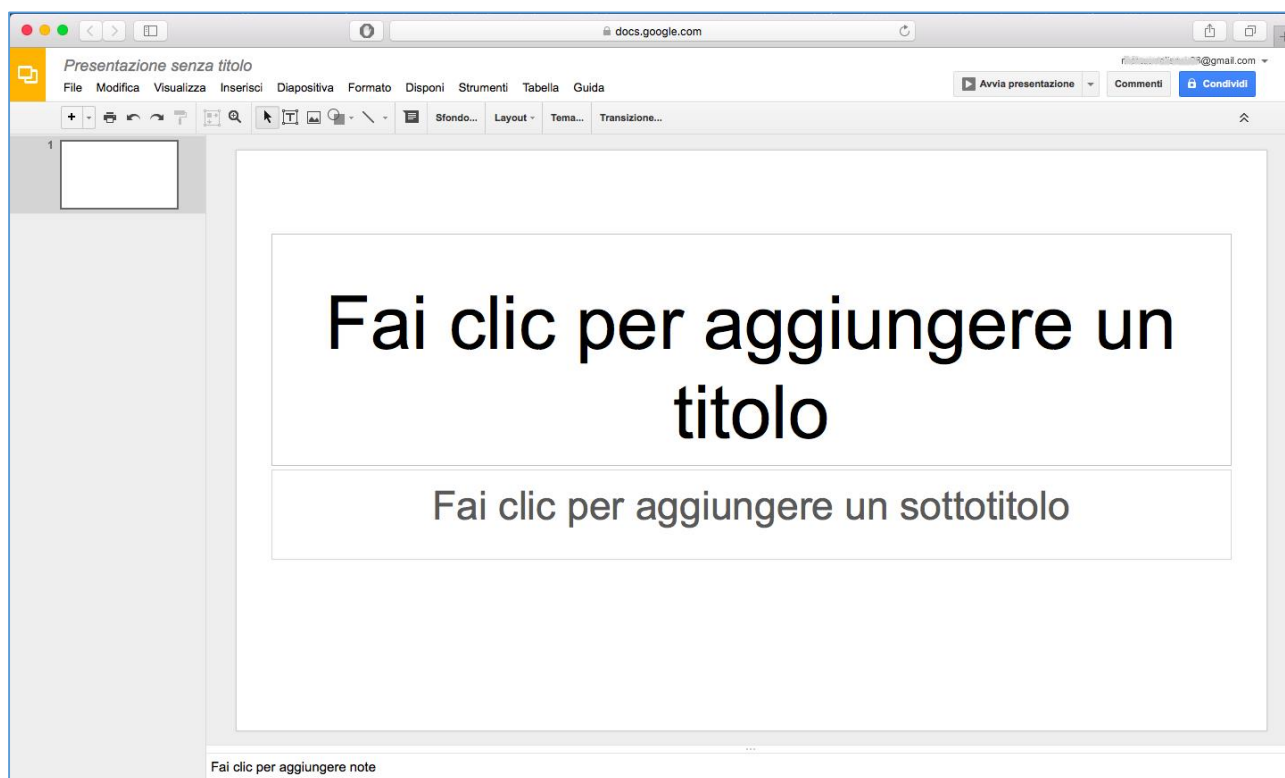 docs.google.com
Presentazione senza titolo
@gmail.com
File Modifica Visualizza Inserisci Diapositiva Formato Disponi Strumenti Tabella Guida
Avvia presentazione Commenti Condividi
Sfondo... Layout Tema... Transizione...
1
Fai clic per aggiungere un
titolo
Fai clic per aggiungere un sottotitolo
Fai clic per aggiungere note